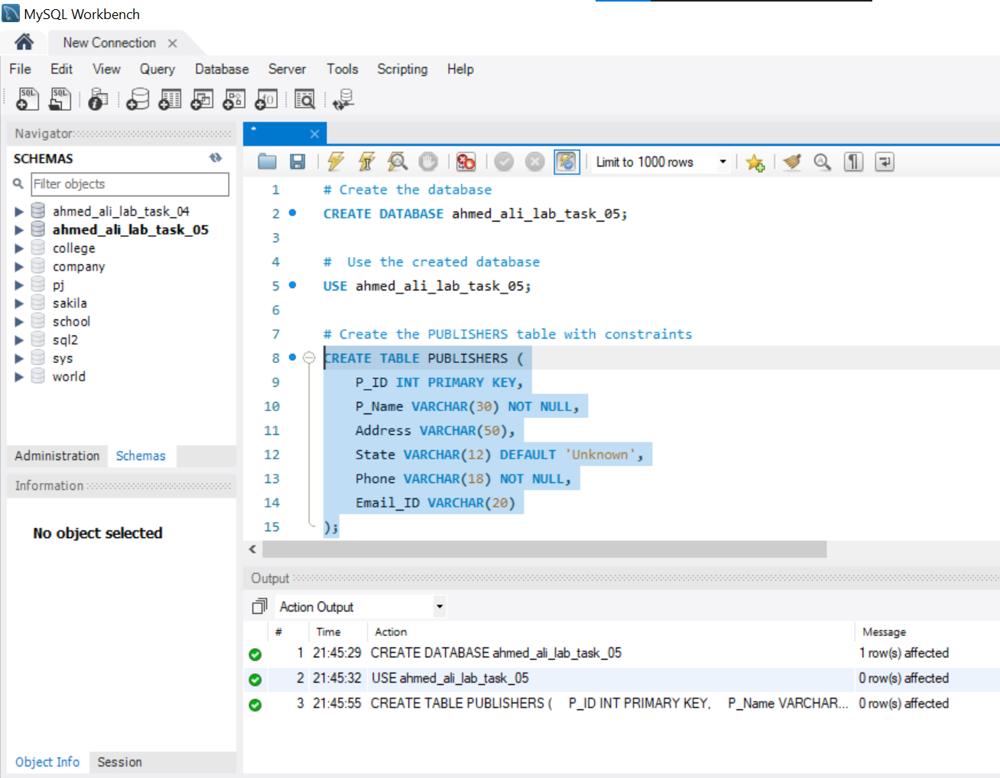 MySQL Workbench
New Connection
File Edit View Query Database Server Tools Scripting Help
SQL SQL
Navigator
SCHEMAS
Filter objects
ahmed_ali_lab_task_04
ahmed_ali_lab_task_05
college
company
pj
sakila
school
sql2
sys
world
Administration Schemas
Information
No object selected
Object Info Session
*
Limit to 1000 rows
1 # Create the database
2 CREATE DATABASE ahmed_ali_lab_task_05;
3
4 #  Use the created database
5 USE ahmed_ali_lab_task_05;
6
7 # Create the PUBLISHERS table with constraints
8 CREATE TABLE PUBLISHERS (
9 P_ID INT PRIMARY KEY,
10 P_Name VARCHAR(30) NOT NULL,
11 Address VARCHAR(50),
12 State VARCHAR(12) DEFAULT 'Unknown',
13 Phone VARCHAR(18) NOT NULL,
14 Email_ID VARCHAR(20)
15 );
Output
Action Output
# Time Action Message
1 21:45:29 CREATE DATABASE ahmed_ali_lab_task_05 1 row(s) affected
2 21:45:32 USE ahmed_ali_lab_task_05 0 row(s) affected
3 21:45:55 CREATE TABLE PUBLISHERS ( P_ID INT PRIMARY KEY, P_Name VARCHAR... 0 row(s) affected